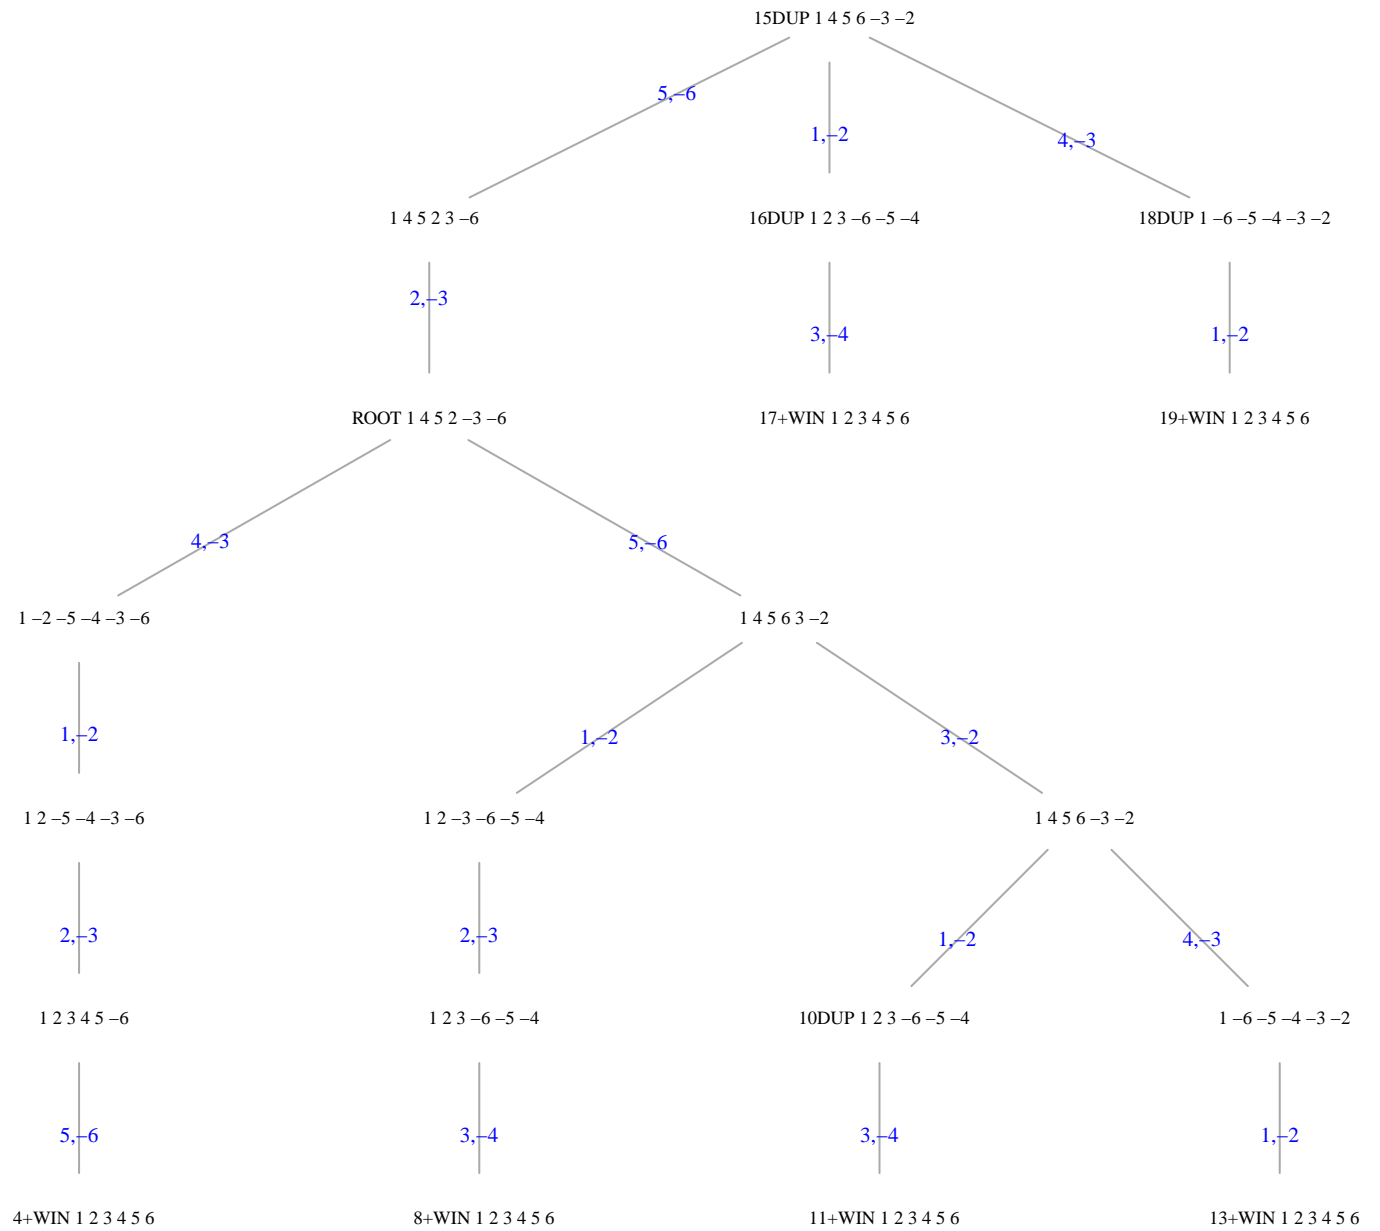 15DUP 1 4 5 6 –3 –2
5,–6
1,–2
4,–3
1 4 5 2 3 –6
16DUP 1 2 3 –6 –5 –4
18DUP 1 –6 –5 –4 –3 –2
2,–3
3,–4
1,–2
ROOT 1 4 5 2 –3 –6
17+WIN 1 2 3 4 5 6
19+WIN 1 2 3 4 5 6
4,–3
5,–6
1 –2 –5 –4 –3 –6
1 4 5 6 3 –2
1,–2
1,–2
3,–2
1 2 –5 –4 –3 –6
1 2 –3 –6 –5 –4
1 4 5 6 –3 –2
2,–3
2,–3
1,–2
4,–3
1 2 3 4 5 –6
1 2 3 –6 –5 –4
10DUP 1 2 3 –6 –5 –4
1 –6 –5 –4 –3 –2
5,–6
3,–4
3,–4
1,–2
4+WIN 1 2 3 4 5 6
8+WIN 1 2 3 4 5 6
11+WIN 1 2 3 4 5 6
13+WIN 1 2 3 4 5 6